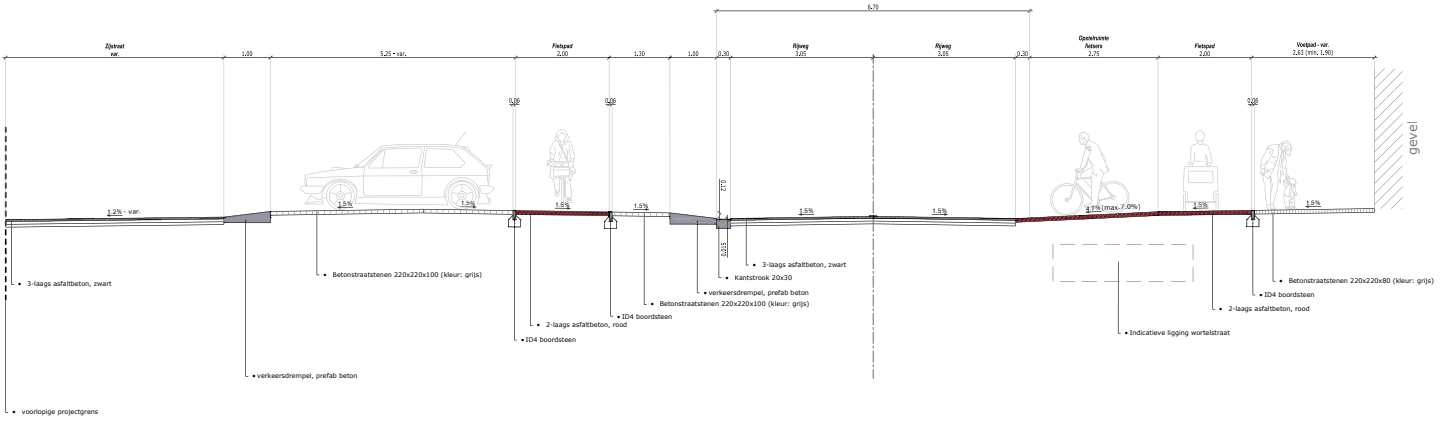 6.70
Zijstraat
var.
1.00
5.25 - var.
Fietspad
2.00
1.30
1.00
0.30
Rijweg
3.05
Rijweg
3.05
0.30
Opstelruimte
fietsers
2.75
Fietspad
2.00
Voetpad - var.
2.63 (min. 1.90)
0.06
0.06
0.06
gevel
0.12
1.2% - var.
1.5%
1.5%
1.5%
1.5%
1.5%
1.5%
4.7% (max. 7.0%)
1.5%
1.5%
0.015
• 3-laags asfaltbeton, zwart
• Betonstraatstenen 220x220x100 (kleur: grijs)
• 3-laags asfaltbeton, zwart
• Kantstrook 20x30
• verkeersdrempel, prefab beton
• Betonstraatstenen 220x220x100 (kleur: grijs)
• ID4 boordsteen
• 2-laags asfaltbeton, rood
• ID4 boordsteen
• Betonstraatstenen 220x220x80 (kleur: grijs)
• ID4 boordsteen
• 2-laags asfaltbeton, rood
• Indicatieve ligging wortelstraat
• verkeersdrempel, prefab beton
• voorlopige projectgrens